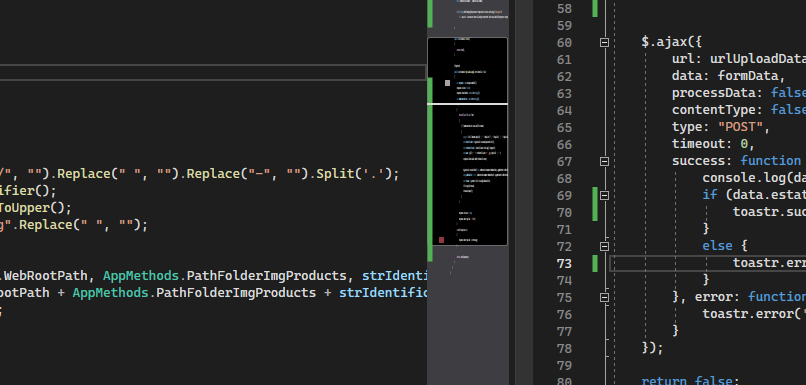 /", "").Replace(" ", "").Replace("-", "").Split('.');
ifier();
ToUpper();
g".Replace(" ", "");
.WebRootPath, AppMethods.PathFolderImgProducts, strIdenti
ootPath + AppMethods.PathFolderImgProducts + strIdentific
;
58
59
60 $.ajax({
61 url: urlUploadData
62 data: formData,
63 processData: false
64 contentType: false
65 type: "POST",
66 timeout: 0,
67 success: function
68 console.log(da
69 if (data.estat
70 toastr.suc
71 }
72 else {
73 toastr.err
74 }
75 }, error: function
76 toastr.error('
77 }
78 });
79
80 return false;